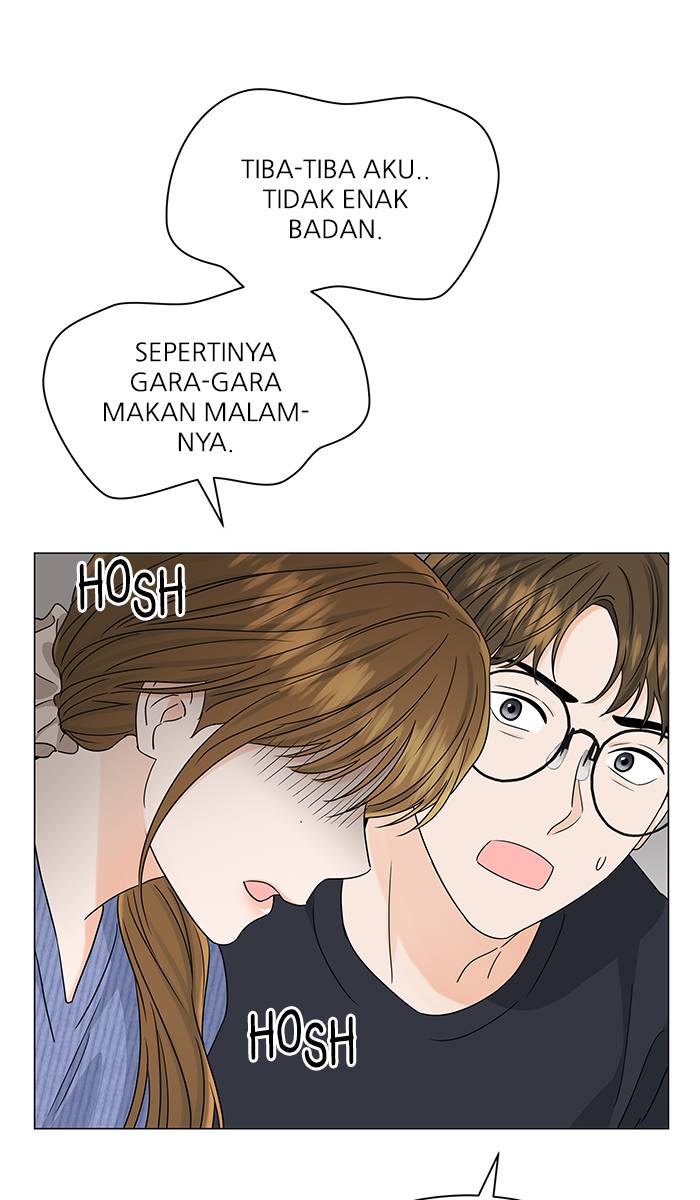 TIBA-TIBA AKU..
TIDAK ENAK
BADAN.
SEPERTINYA
GARA-GARA
MAKAN MALAM-
NYA.
HOSH
HOSH